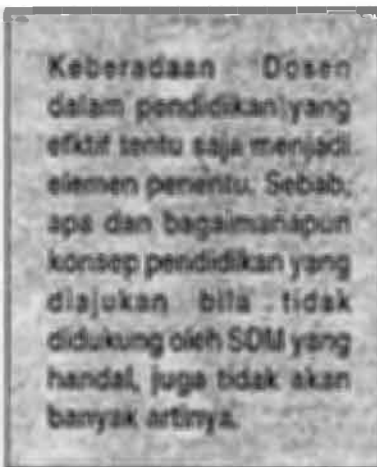 Keberadaan Dosen
dalam pendidikan yang
efktif tentu saja menjadi
elemen penentu. Sebab,
apa dan bagaimanapun
konsep pendidikan yang
diajukan bila tidak
didukung oleh SDM yang
handal, juga tidak akan
banyak artinya.